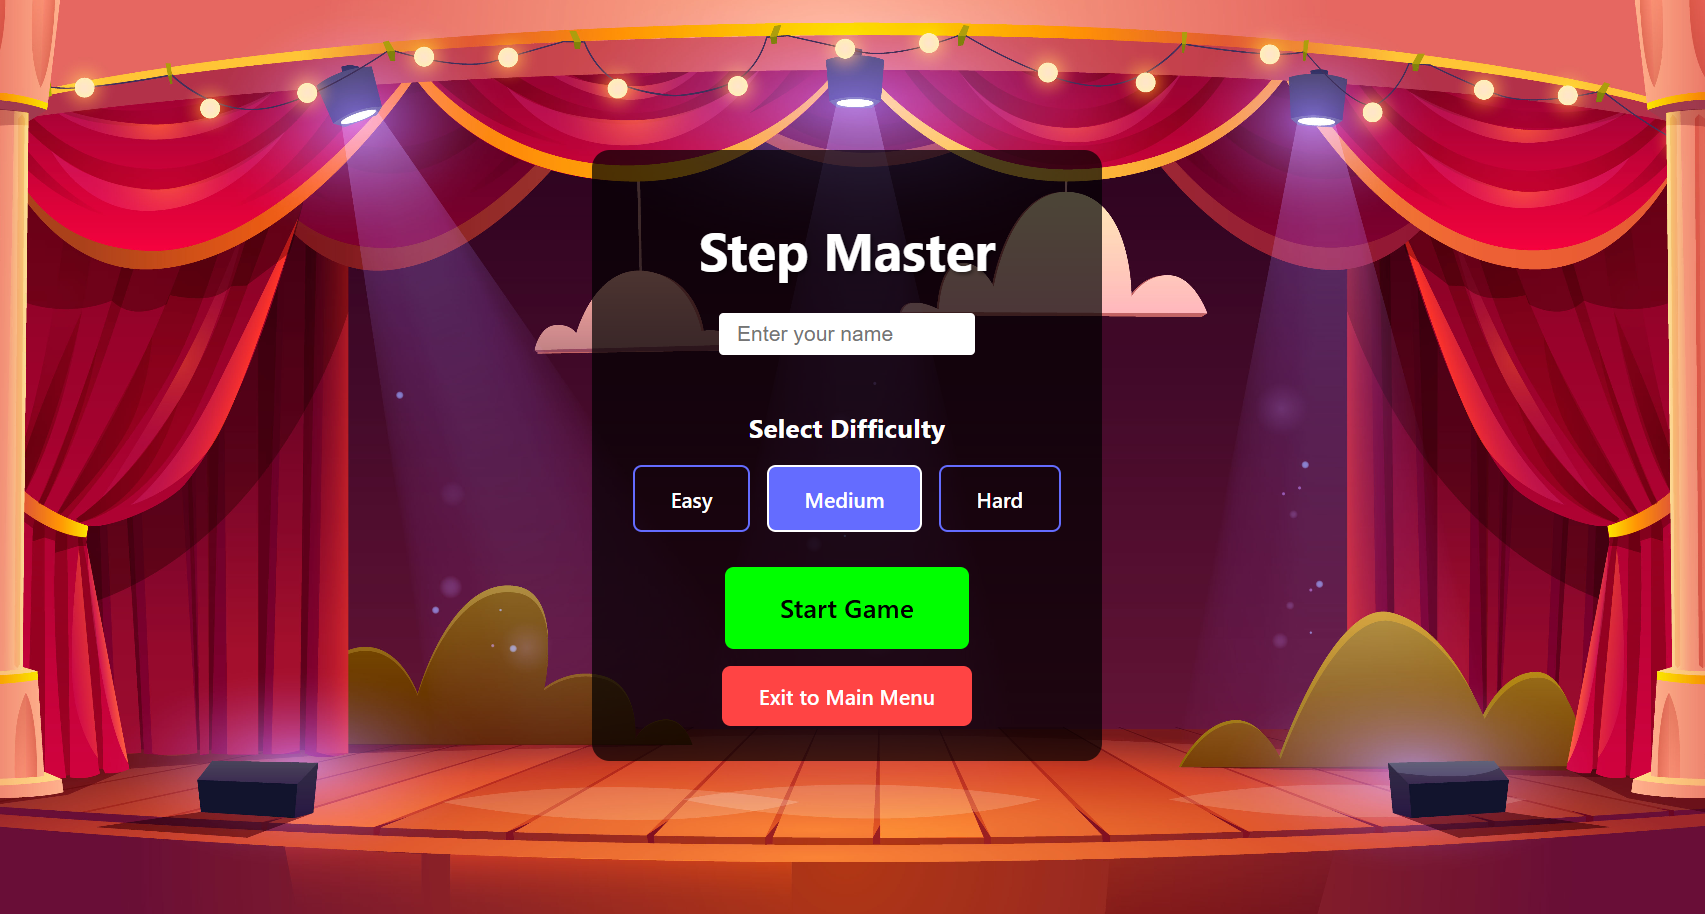 Step Master
Enter your name
Select Difficulty
Easy Medium Hard
Start Game
Exit to Main Menu